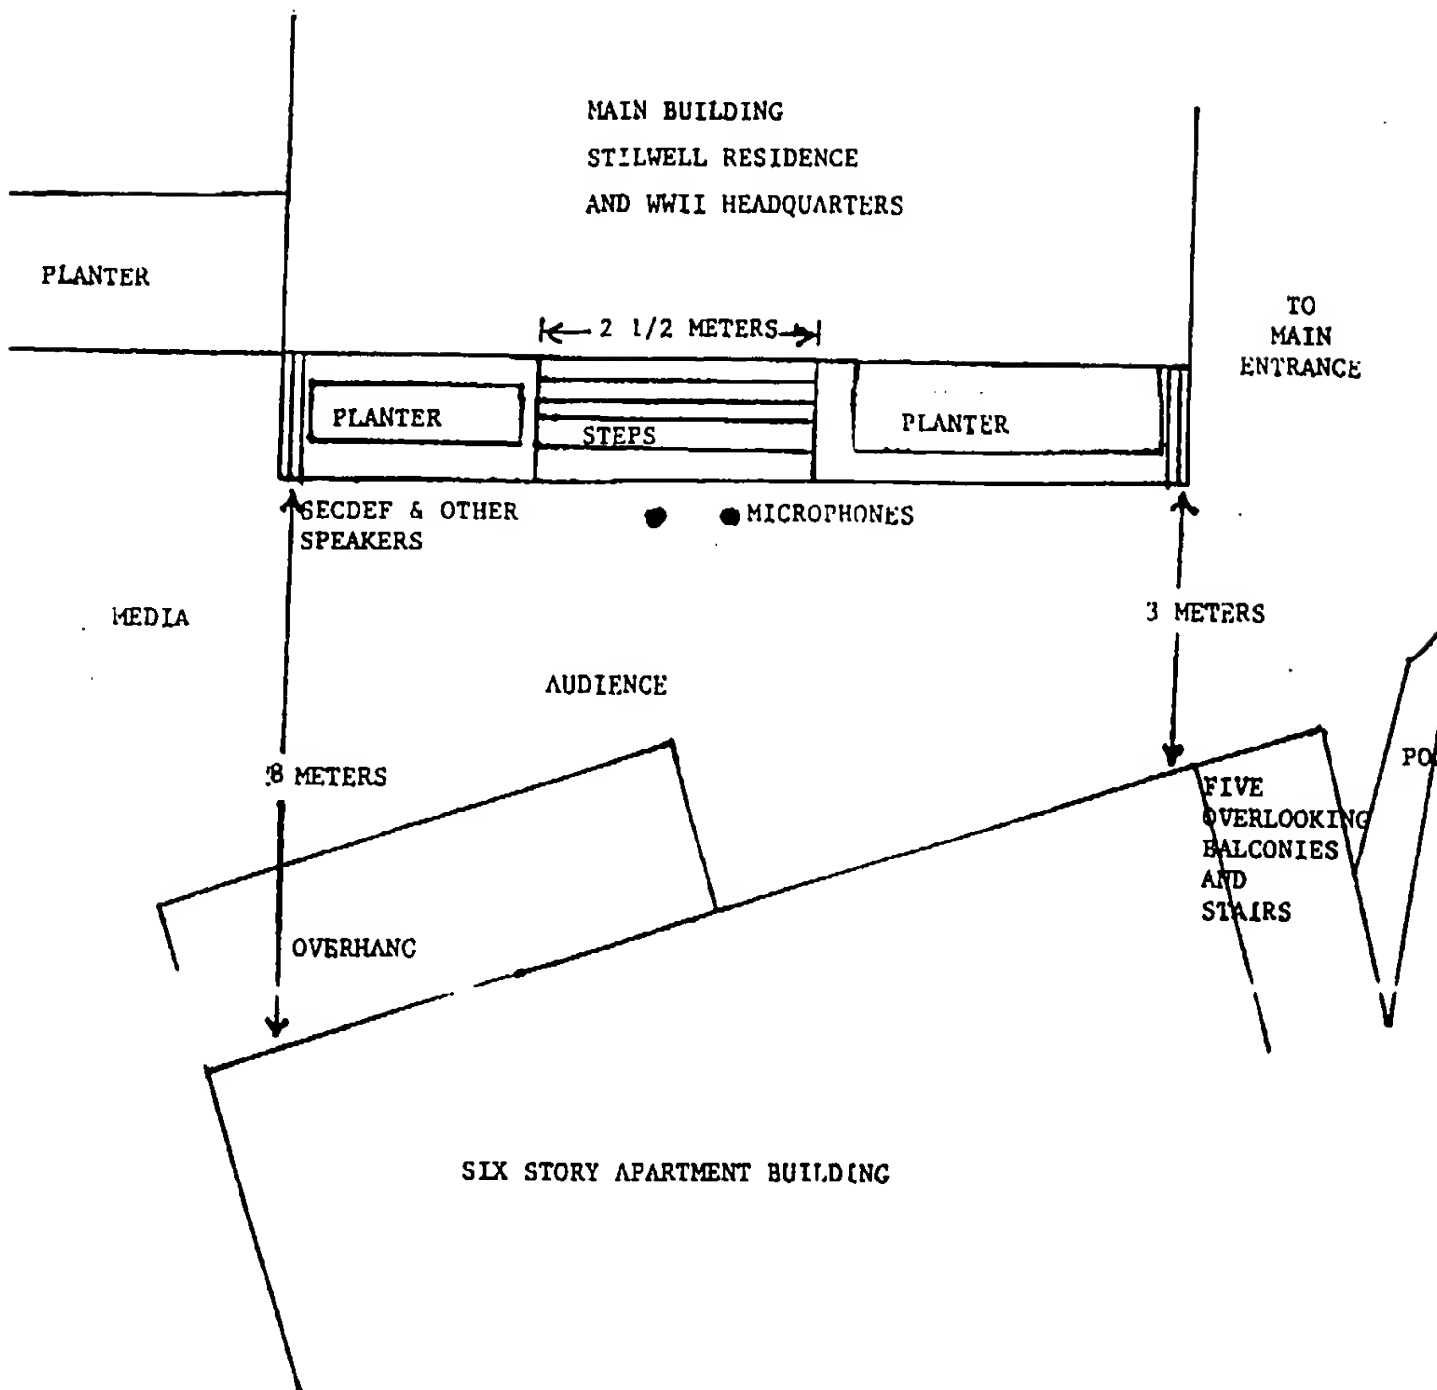 MAIN BUILDING
STILWELL RESIDENCE
AND WWII HEADQUARTERS
PLANTER
TO
MAIN
ENTRANCE
2 1/2 METERS
PLANTER
STEPS
PLANTER
SECDEF & OTHER
SPEAKERS
MICROPHONES
MEDIA
3 METERS
AUDIENCE
8 METERS
FIVE
OVERLOOKING
BALCONIES
AND
STAIRS
OVERHANG
SIX STORY APARTMENT BUILDING